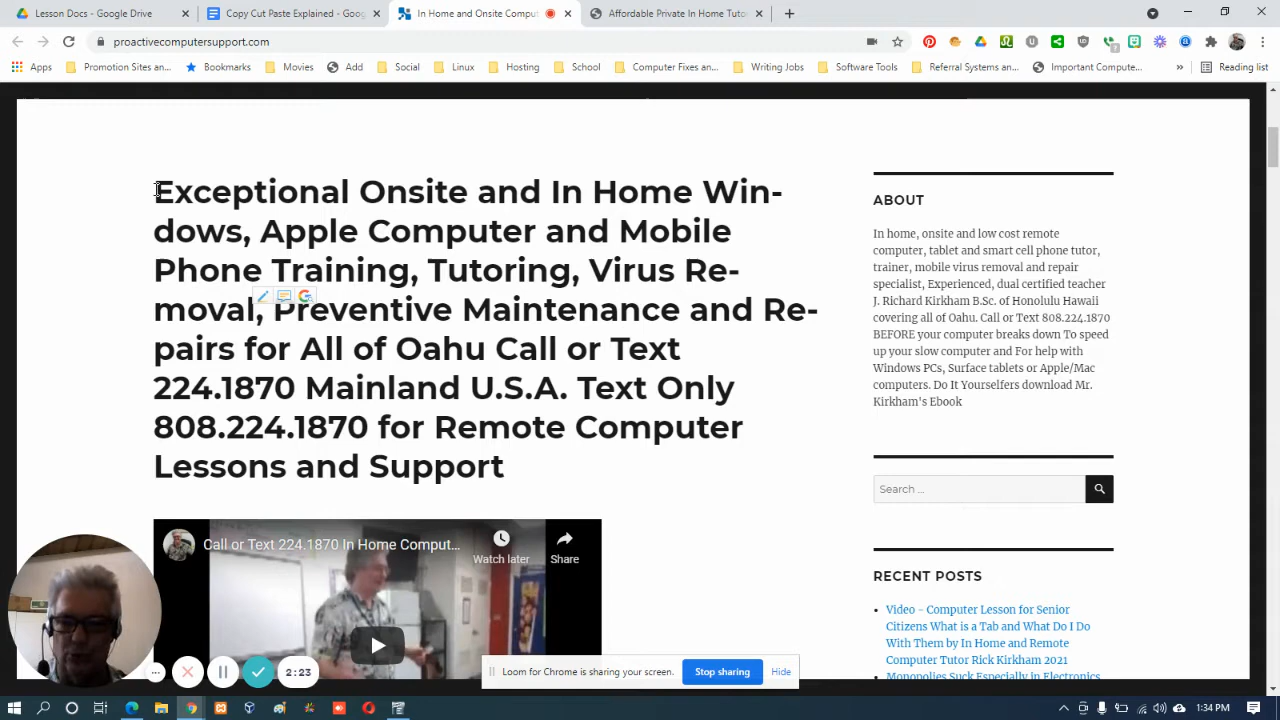 Lesson Docs - Google Drive
Copy Cut Paste Explained - Goog
In Home and Onsite Comput
Affordable Private In Home Tuto
proactivecomputersupport.com
Apps
Promotion Sites an...
Bookmarks
Movies
Add
Social
Linux
Hosting
School
Computer Fixes an...
Writing Jobs
Software Tools
Referral Systems an...
Important Compute...
»
Reading list
Exceptional Onsite and In Home Win-
dows, Apple Computer and Mobile
Phone Training, Tutoring, Virus Re-
moval, Preventive Maintenance and Re-
pairs for All of Oahu Call or Text
224.1870 Mainland U.S.A. Text Only
808.224.1870 for Remote Computer
Lessons and Support
Call or Text 224.1870 In Home Comput...
Watch later
Share
ABOUT
In home, onsite and low cost remote
computer, tablet and smart cell phone tutor,
trainer, mobile virus removal and repair
specialist, Experienced, dual certified teacher
J. Richard Kirkham B.Sc. of Honolulu Hawaii
covering all of Oahu. Call or Text 808.224.1870
BEFORE your computer breaks down To speed
up your slow computer and For help with
Windows PCs, Surface tablets or Apple/Mac
computers. Do It Yourselfers download Mr.
Kirkham's Ebook
Search ...
RECENT POSTS
Video - Computer Lesson for Senior
Citizens What is a Tab and What Do I Do
With Them by In Home and Remote
Computer Tutor Rick Kirkham 2021
Monopolies Suck Especially in Electronics
2:23
Loom for Chrome is sharing your screen.
Stop sharing
Hide
1:34 PM